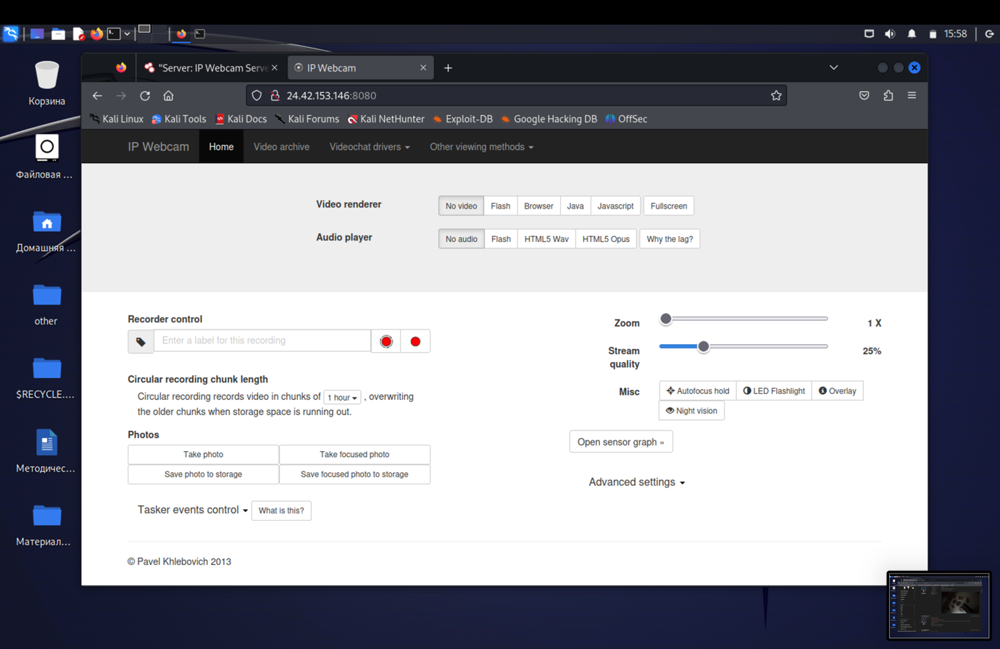 15:58
"Server: IP Webcam Serve
IP Webcam
24.42.153.146:8080
Kali Linux Kali Tools Kali Docs Kali Forums Kali NetHunter Exploit-DB Google Hacking DB OffSec
IP Webcam Home Video archive Videochat drivers Other viewing methods
Корзина
Файловая ...
Домашняя ...
other
$RECYCLE....
Методичес...
Материал...
Video renderer No video Flash Browser Java Javascript Fullscreen
Audio player No audio Flash HTML5 Wav HTML5 Opus Why the lag?
Recorder control
Enter a label for this recording
Circular recording chunk length
Circular recording records video in chunks of 1 hour , overwriting
the older chunks when storage space is running out.
Photos
Take photo Take focused photo
Save photo to storage Save focused photo to storage
Tasker events control What is this?
Zoom 1 X
Stream
quality 25%
Misc Autofocus hold LED Flashlight Overlay
Night vision
Open sensor graph »
Advanced settings
© Pavel Khlebovich 2013